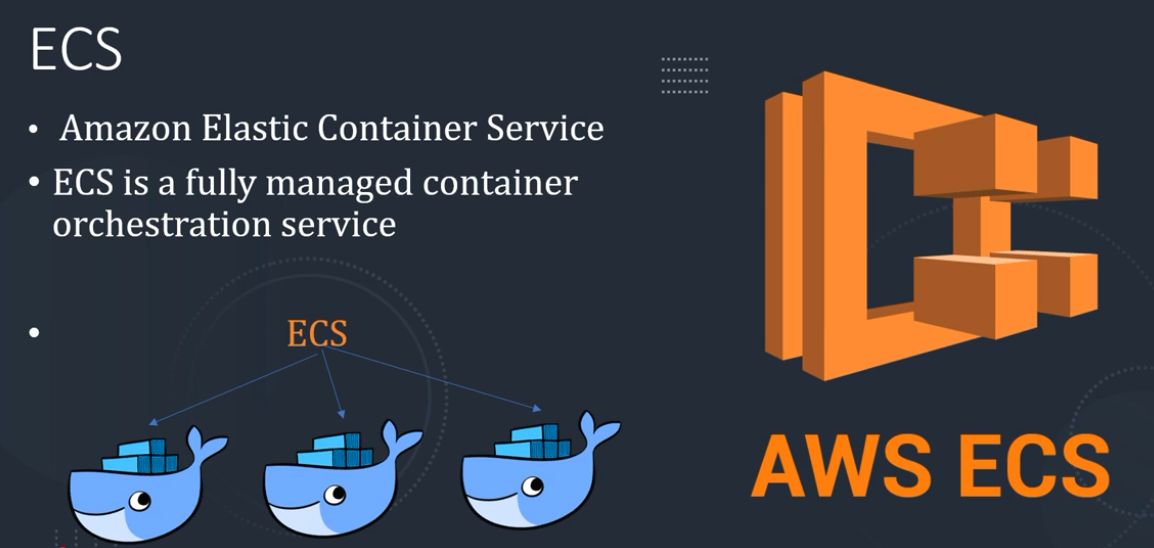 ECS
• Amazon Elastic Container Service
• ECS is a fully managed container
orchestration service
• ECS
AWS ECS